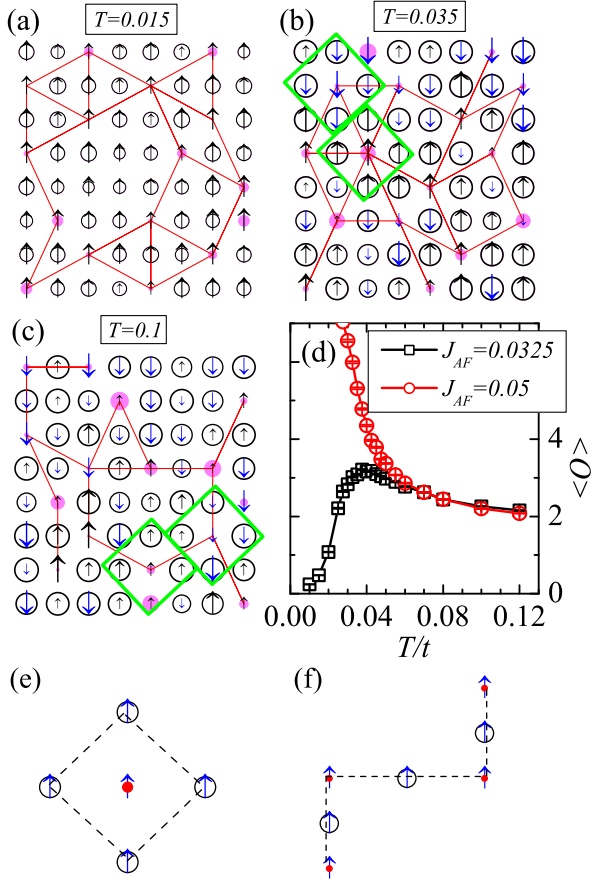 (a) T=0.015
(b) T=0.035
(c) T=0.1
(d)
J_AF=0.0325
J_AF=0.05
4
2
0
<O>
0.00 0.04 0.08 0.12
T/t
(e)
(f)